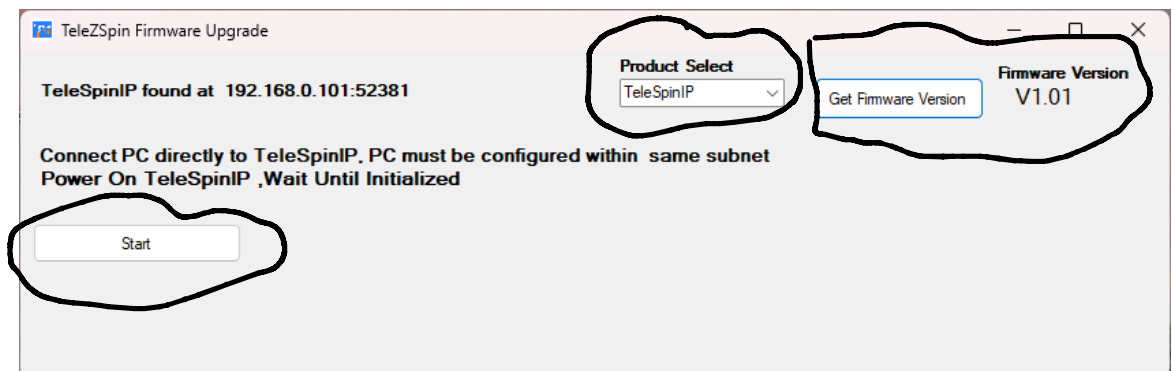 TeleZSpin Firmware Upgrade
Product Select
Firmware Version
TeleSpinIP found at 192.168.0.101:52381
TeleSpinIP
Get Firmware Version
V1.01
Connect PC directly to TeleSpinIP, PC must be configured within same subnet
Power On TeleSpinIP ,Wait Until Initialized
Start